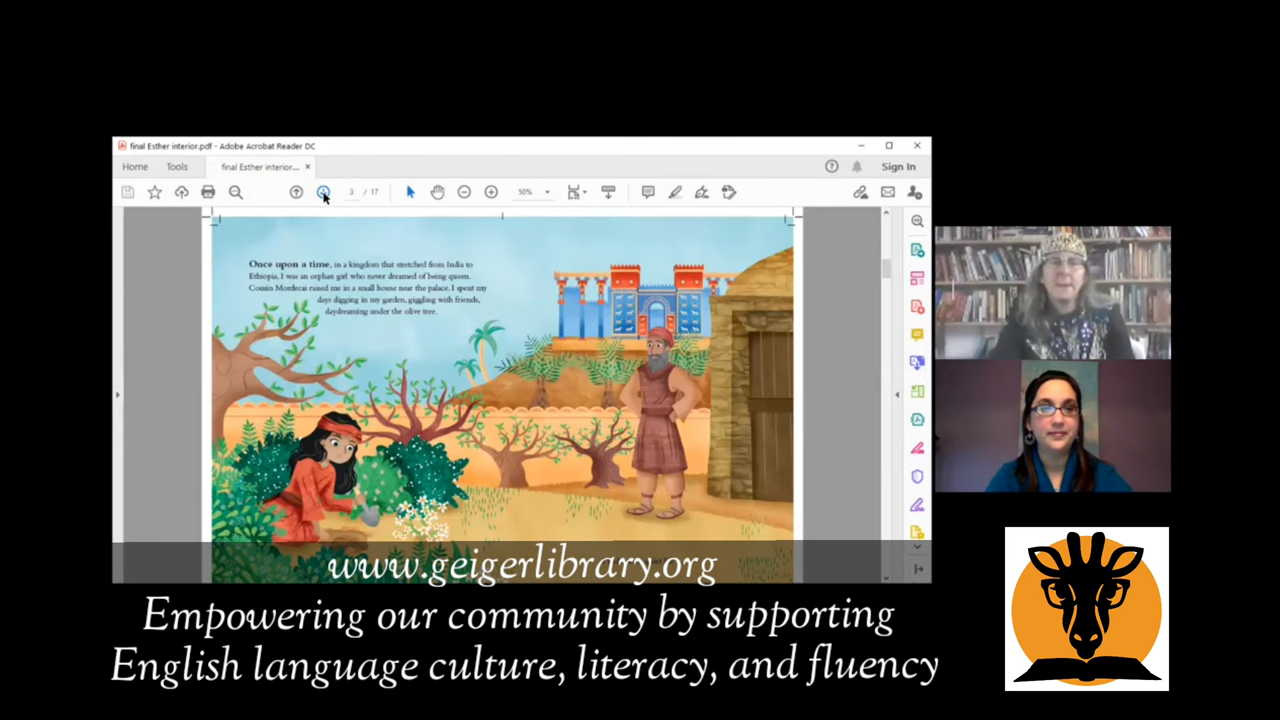 final Esther interior.pdf - Adobe Acrobat Reader DC
Home Tools final Esther interior... × Sign In
3 / 17 50%
Once upon a time, in a kingdom that stretched from India to
Ethiopia, I was an orphan girl who never dreamed of being queen.
Cousin Mordecai raised me in a small house near the palace. I spent my
days digging in my garden, giggling with friends,
daydreaming under the olive tree.
www.geigerlibrary.org
Empowering our community by supporting
English language culture, literacy, and fluency